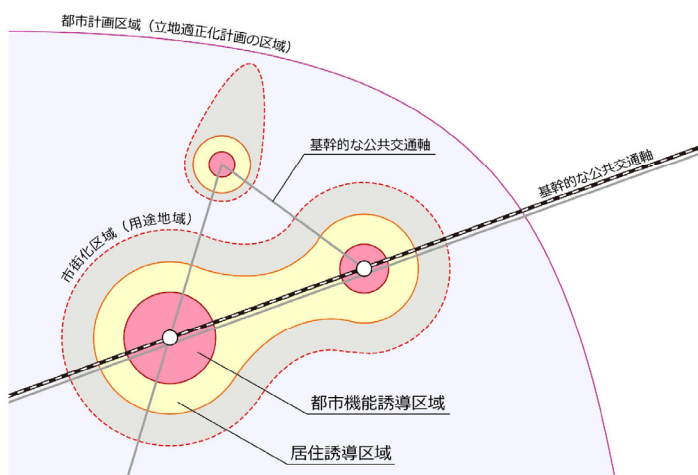 都市計画区域（立地適正化計画の区域）
基幹的な公共交通軸
基幹的な公共交通軸
市街化区域（用途地域）
都市機能誘導区域
居住誘導区域